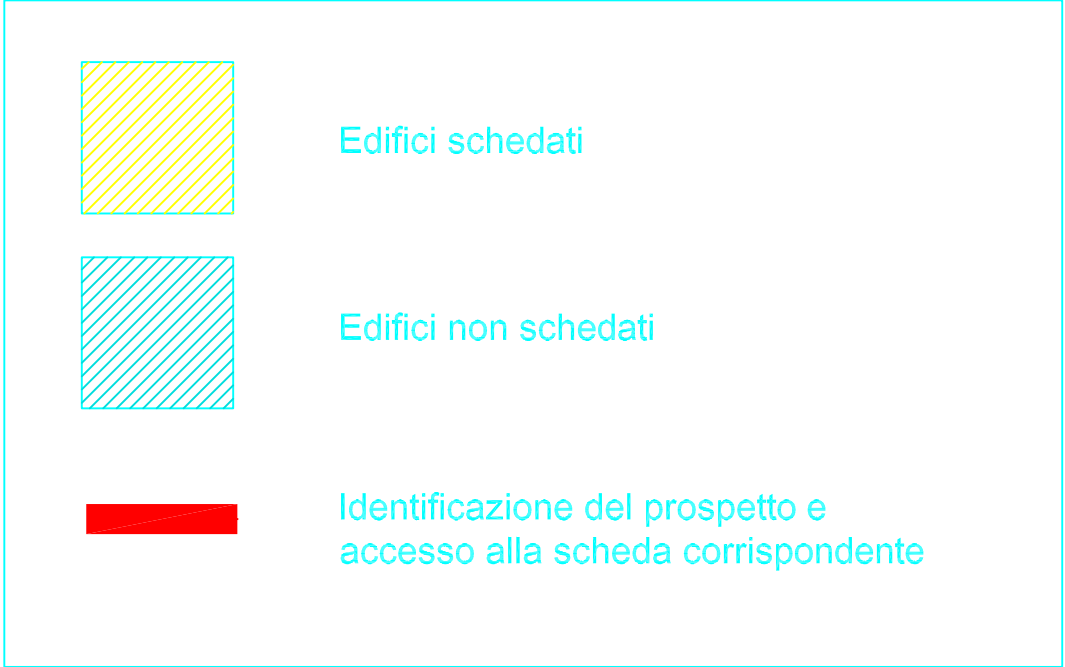 Edifici schedati
Edifici non schedati
Identificazione del prospetto e
accesso alla scheda corrispondente